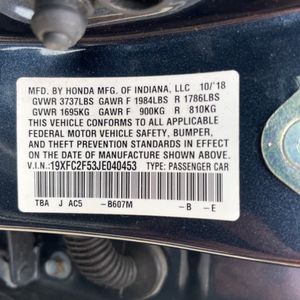 MFD. BY HONDA MFG. OF INDIANA, LLC 10/'18
GVWR 3737LBS GAWR F 1984LBS R 1786LBS
GVWR 1695KG GAWR F 900KG R 810KG
THIS VEHICLE CONFORMS TO ALL APPLICABLE
FEDERAL MOTOR VEHICLE SAFETY, BUMPER,
AND THEFT PREVENTION STANDARDS IN EFFECT
ON THE DATE OF MANUFACTURE SHOWN ABOVE.
V.I.N.: 19XFC2F53JE040453 TYPE: PASSENGER CAR
TBA J AC5 -B607M -B -E